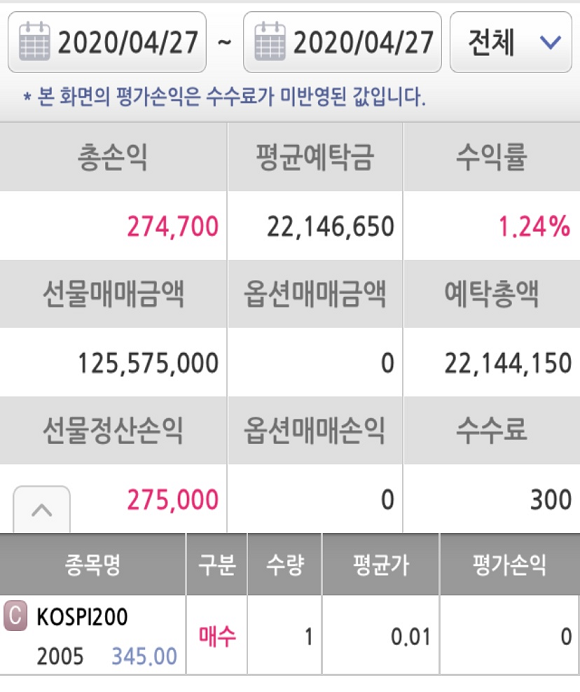 2020/04/27 ~ 2020/04/27 전체
* 본 화면의 평가손익은 수수료가 미반영된 값입니다.
총손익 평균예탁금 수익률
274,700 22,146,650 1.24%
선물매매금액 옵션매매금액 예탁총액
125,575,000 0 22,144,150
선물정산손익 옵션매매손익 수수료
275,000 0 300
종목명 구분 수량 평균가 평가손익
C KOSPI200
매수 1 0.01 0
2005 345.00